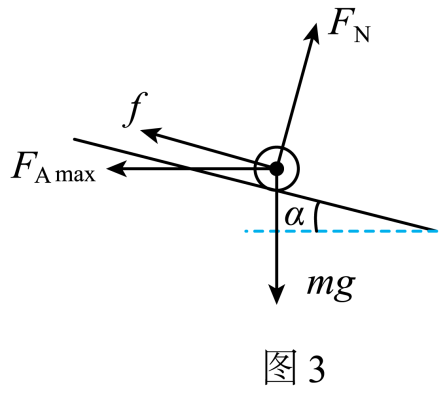 F_N
f
F_A max
α
mg
图 3